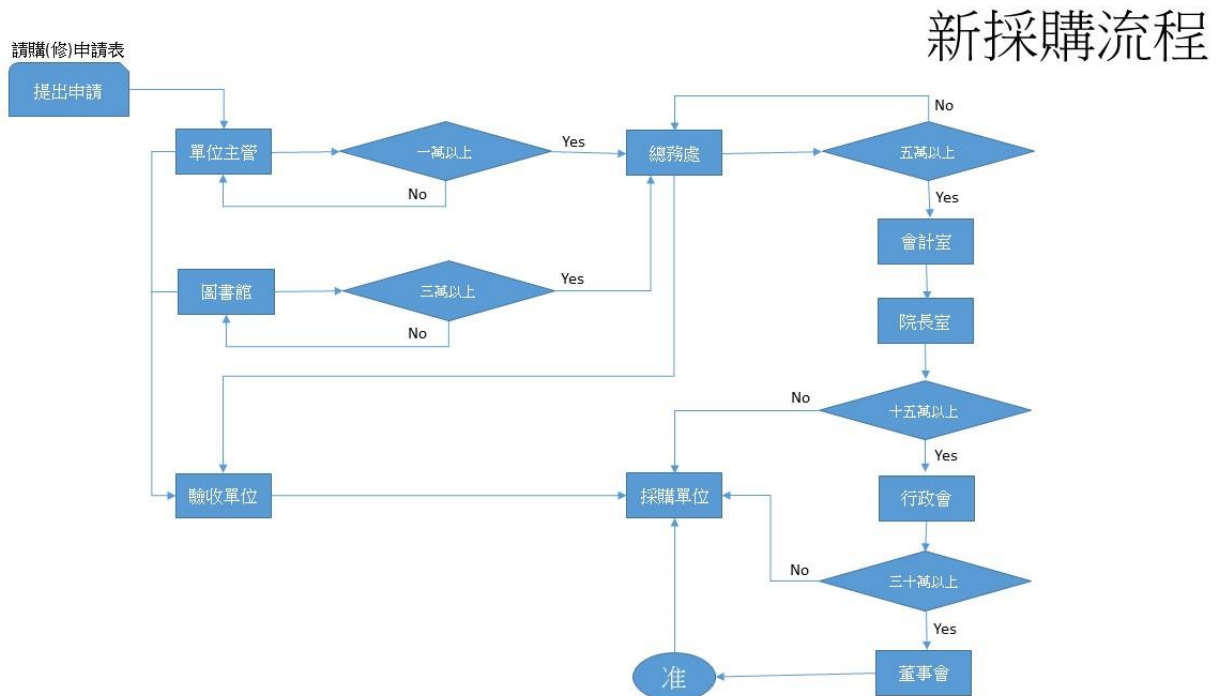 新採購流程
請購(修)申請表
提出申請
單位主管
一萬以上
Yes
No
總務處
五萬以上
No
Yes
會計室
圖書館
三萬以上
Yes
No
院長室
十五萬以上
No
Yes
驗收單位
採購單位
行政會
三十萬以上
No
Yes
董事會
准